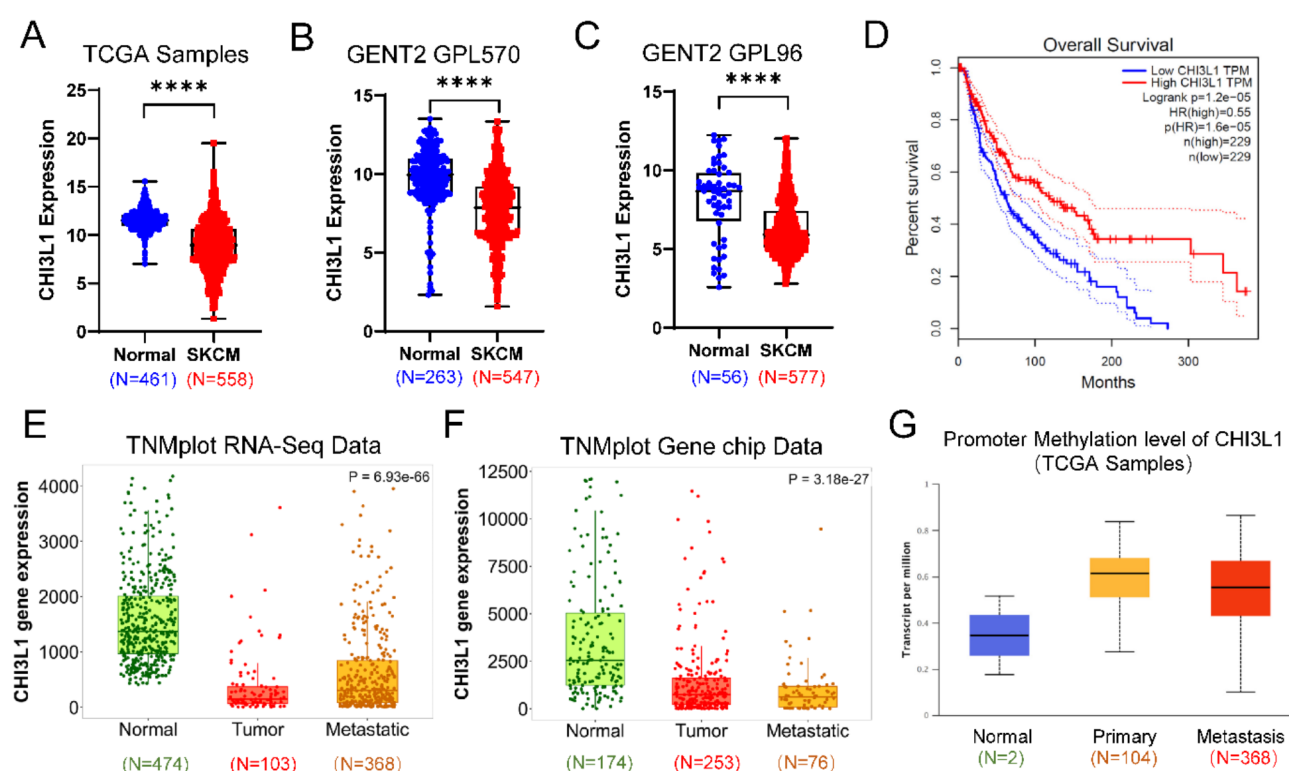 A
TCGA Samples
****
CHI3L1 Expression
25
20
15
10
5
0
Normal
SKCM
(N=461)
(N=558)
B
GENT2 GPL570
****
CHI3L1 Expression
15
10
5
0
Normal
SKCM
(N=263)
(N=547)
C
GENT2 GPL96
****
CHI3L1 Expression
15
10
5
0
Normal
SKCM
(N=56)
(N=577)
D
Overall Survival
Low CHI3L1 TPM
High CHI3L1 TPM
Logrank p=1.2e−05
HR(high)=0.55
p(HR)=1.6e−05
n(high)=229
n(low)=229
Percent survival
1.0
0.8
0.6
0.4
0.2
0.0
0
100
200
300
Months
E
TNMplot RNA-Seq Data
P = 6.93e-66
CHI3L1 gene expression
4000
3000
2000
1000
0
Normal
Tumor
Metastatic
(N=474)
(N=103)
(N=368)
F
TNMplot Gene chip Data
P = 3.18e-27
CHI3L1 gene expression
12500
10000
7500
5000
2500
0
Normal
Tumor
Metastatic
(N=174)
(N=253)
(N=76)
G
Promoter Methylation level of CHI3L1
(TCGA Samples)
Transcript per million
1
0.8
0.6
0.4
0.2
0
Normal
Primary
Metastasis
(N=2)
(N=104)
(N=368)